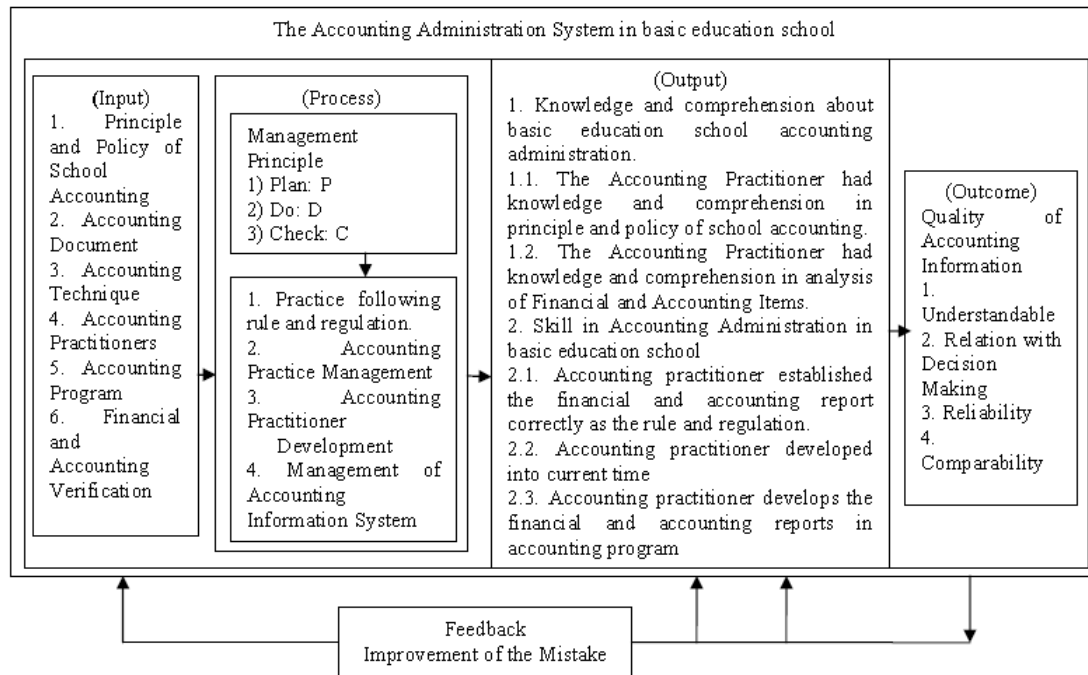 The Accounting Administration System in basic education school
(Input)
1. Principle
and Policy of
School
Accounting
2. Accounting
Document
3. Accounting
Technique
4. Accounting
Practitioners
5. Accounting
Program
6. Financial
and
Accounting
Verification
(Process)
Management
Principle
1) Plan: P
2) Do: D
3) Check: C
1. Practice following
rule and regulation.
2. Accounting
Practice Management
3. Accounting
Practitioner
Development
4. Management of
Accounting
Information System
(Output)
1. Knowledge and comprehension about
basic education school accounting
administration.
1.1. The Accounting Practitioner had
knowledge and comprehension in
principle and policy of school accounting.
1.2. The Accounting Practitioner had
knowledge and comprehension in analysis
of Financial and Accounting Items.
2. Skill in Accounting Administration in
basic education school
2.1. Accounting practitioner established
the financial and accounting report
correctly as the rule and regulation.
2.2. Accounting practitioner developed
into current time
2.3. Accounting practitioner develops the
financial and accounting reports in
accounting program
(Outcome)
Quality of
Accounting
Information
1.
Understandable
2. Relation with
Decision
Making
3. Reliability
4.
Comparability
Feedback
Improvement of the Mistake